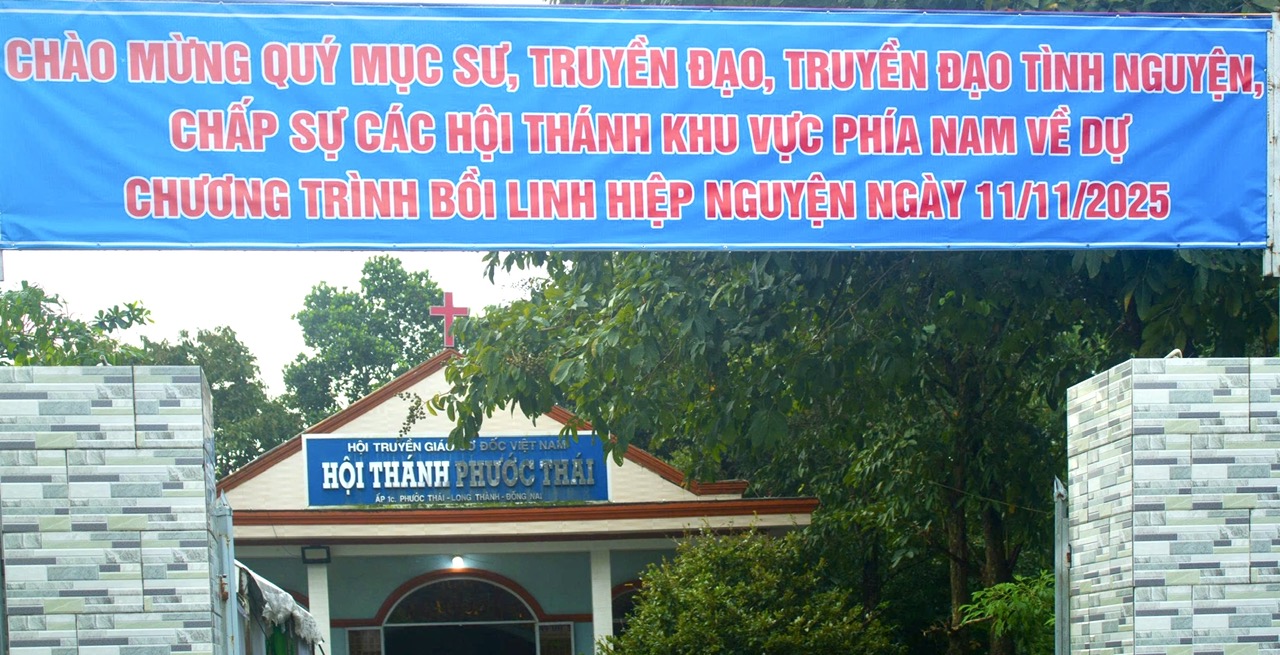 CHÀO MỪNG QUÝ MỤC SƯ, TRUYỀN ĐẠO, TRUYỀN ĐẠO TÌNH NGUYỆN,
CHẤP SỰ CÁC HỘI THÁNH KHU VỰC PHÍA NAM VỀ DỰ
CHƯƠNG TRÌNH BỒI LINH HIỆP NGUYỆN NGÀY 11/11/2025
HỘI TRUYỀN GIÁO CƠ ĐỐC VIỆT NAM
HỘI THÁNH PHƯỚC THÁI
ẤP 1c. PHƯỚC THÁI - LONG THÀNH - ĐỒNG NAI